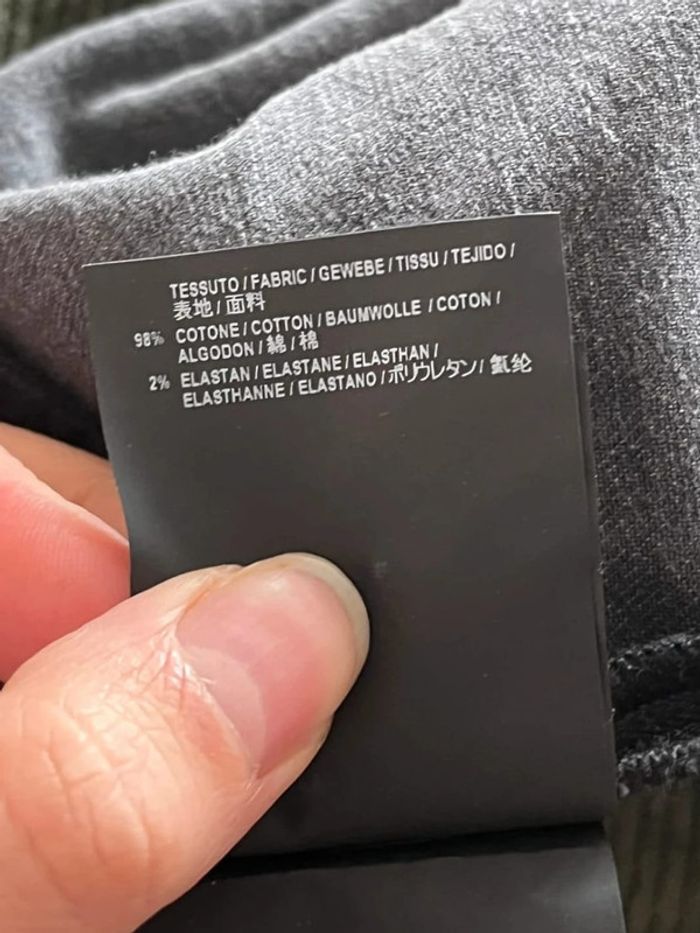 TESSUTO / FABRIC / GEWEBE / TISSU / TEJIDO /
表地 / 面料
98% COTONE / COTTON / BAUMWOLLE / COTON /
ALGODON / 綿 / 棉
2% ELASTAN / ELASTANE / ELASTHAN /
ELASTHANNE / ELASTANO / ポリウレタン / 氨纶